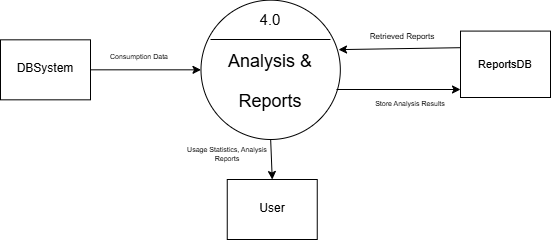 4.0
Analysis &
Reports
DBSystem
Consumption Data
Retrieved Reports
ReportsDB
Store Analysis Results
Usage Statistics, Analysis
Reports
User